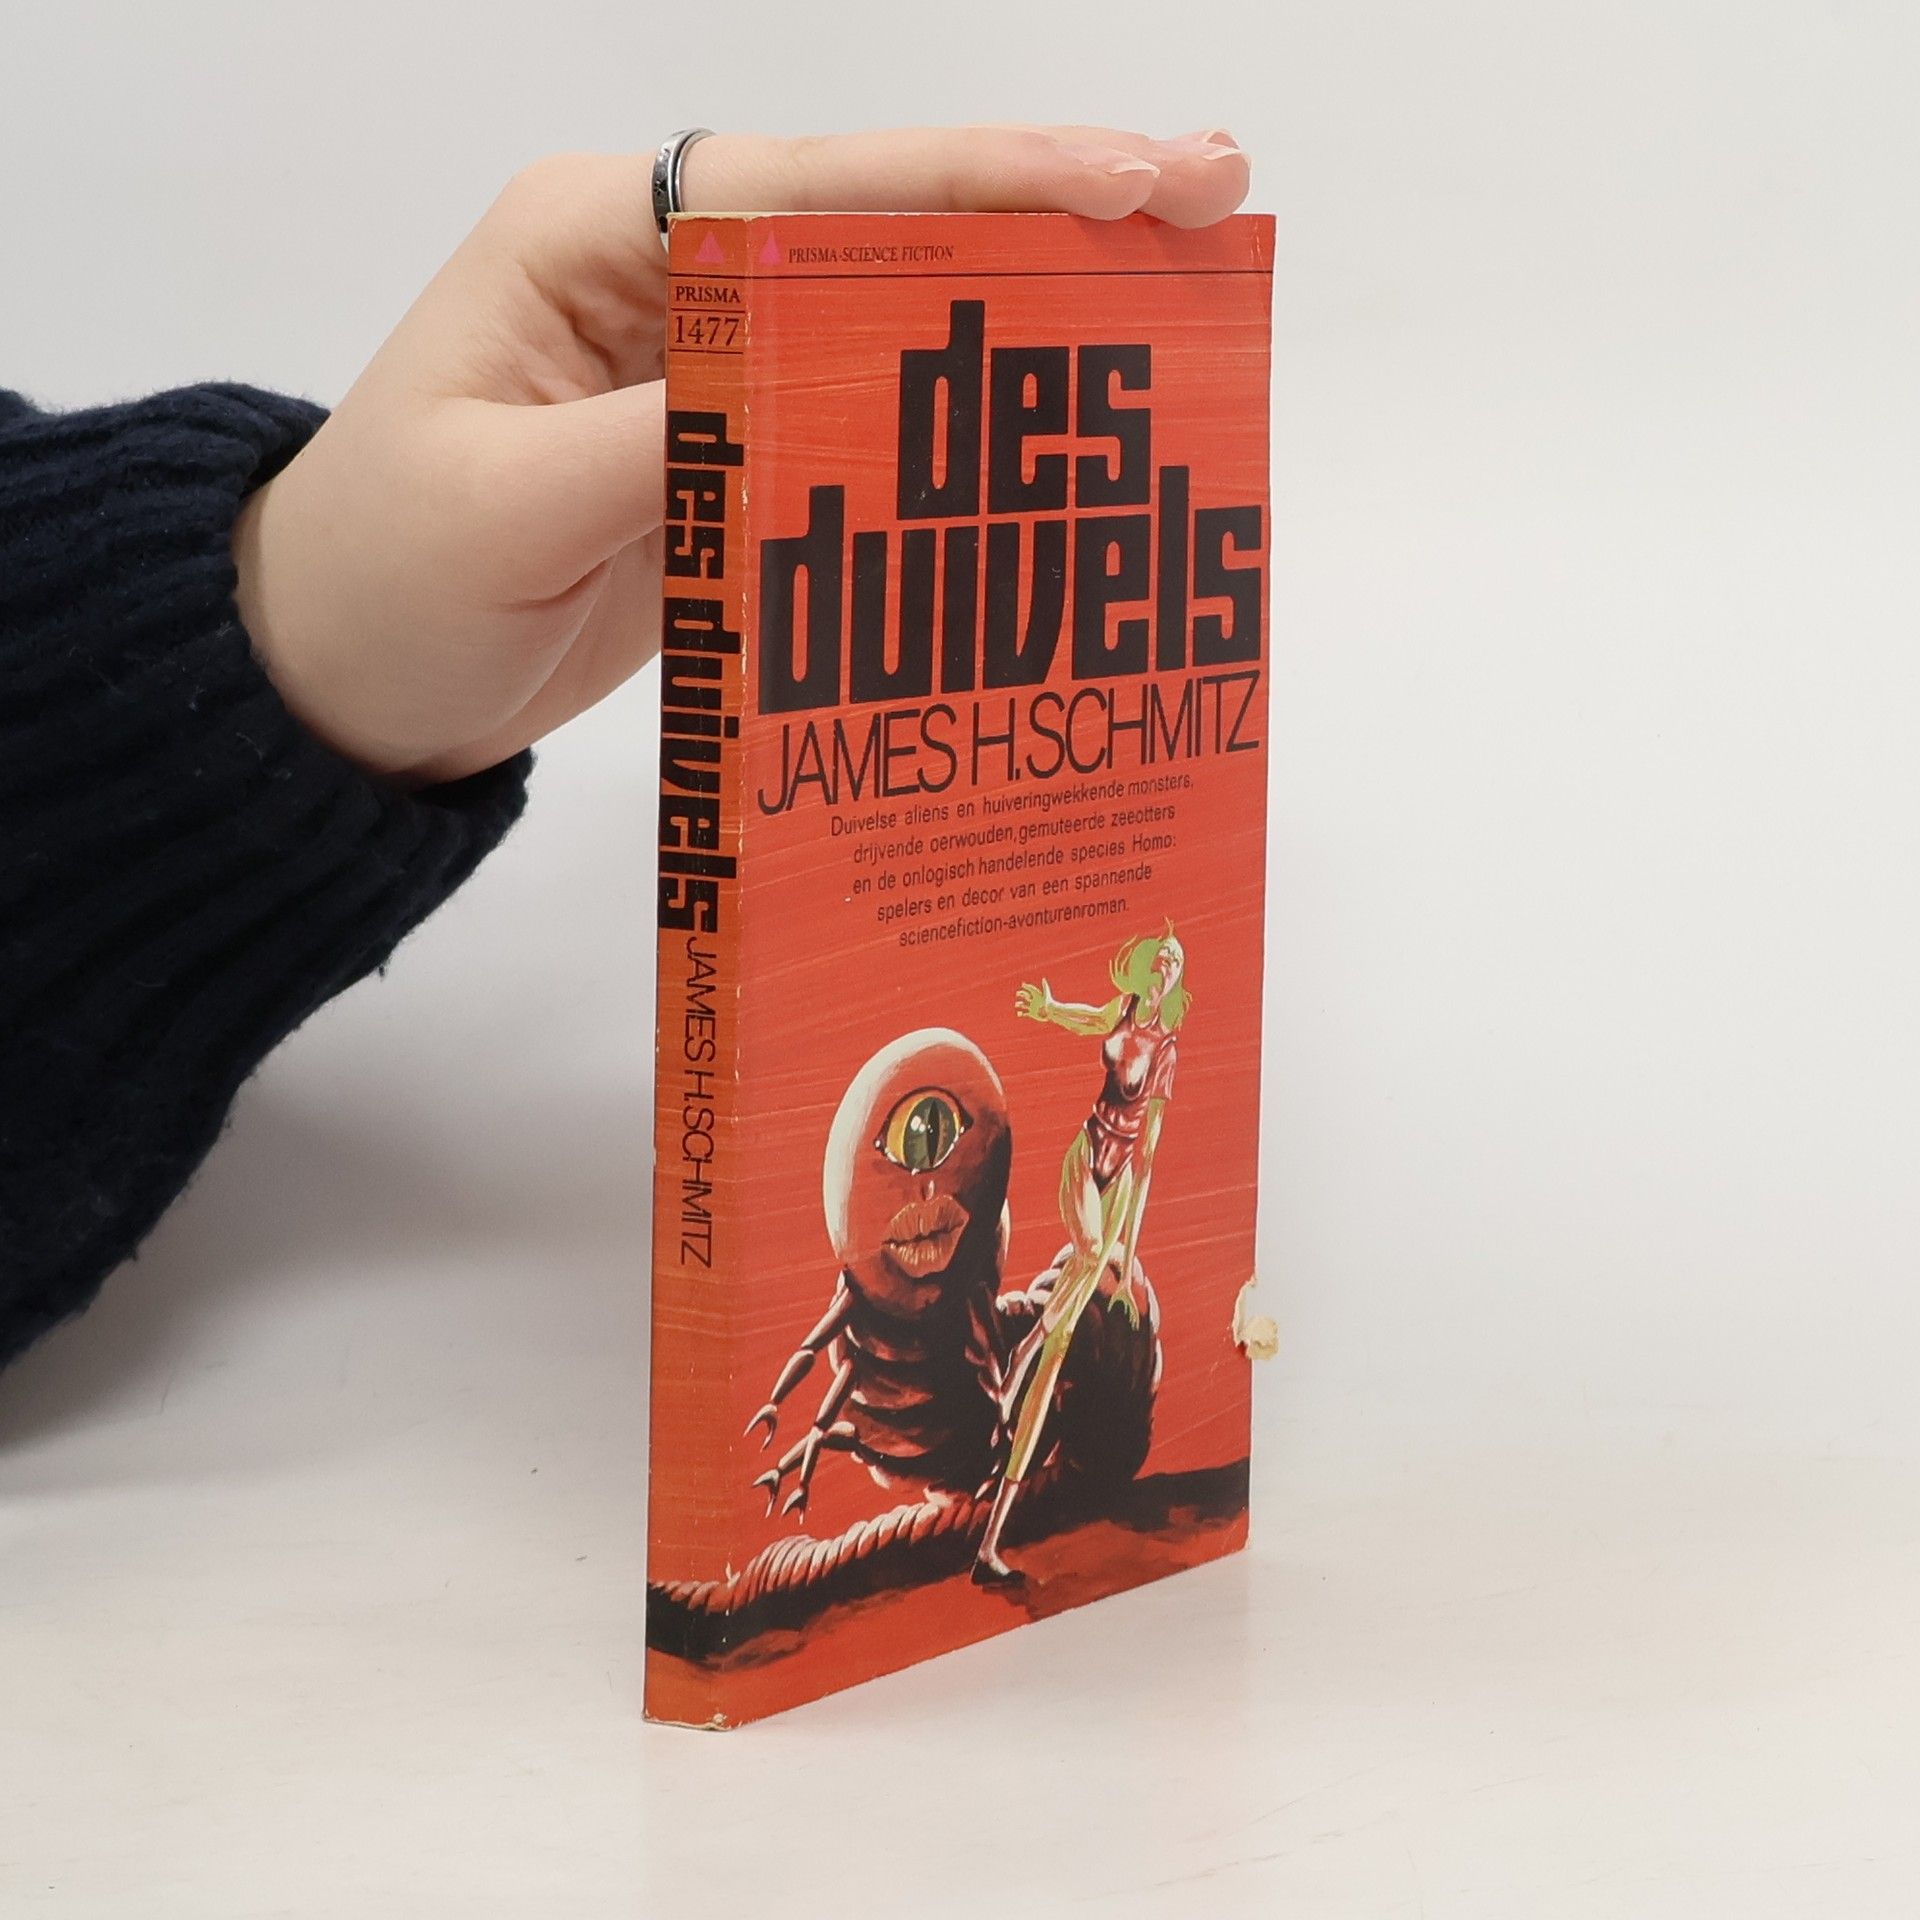 PRISMA
1477
des duivels JAMES H. SCHMITZ
PRISMA-SCIENCE FICTION
des
duivels
JAMES H. SCHMITZ
Duivelse aliens en huiveringwekkende monsters,
drijvende oerwouden, gemuteerde zeeotters
en de onlogisch handelende species Homo:
spelers en decor van een spannende
sciencefiction-avonturenroman.